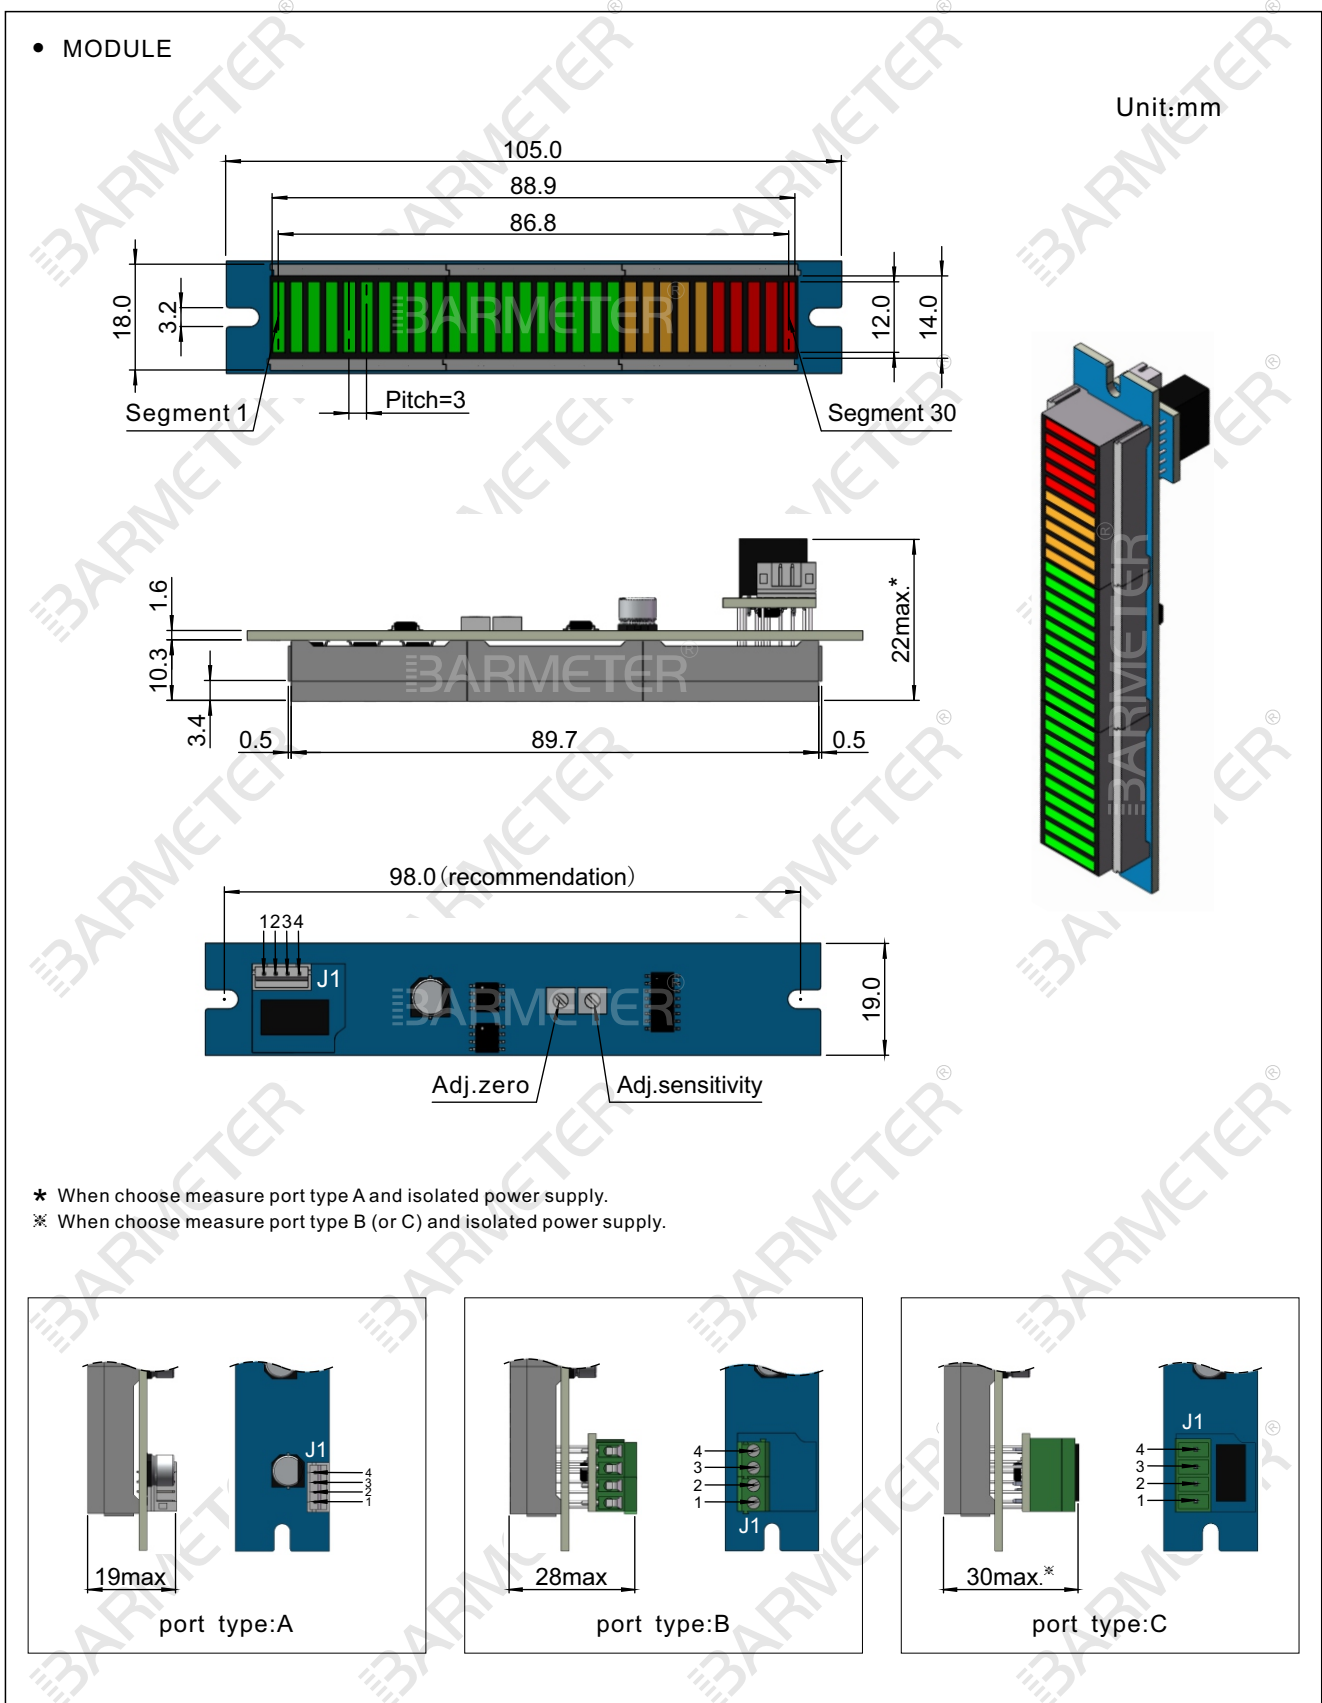 ● MODULE
Unit:mm
105.0
88.9
86.8
18.0
3.2
12.0
14.0
BARMETER®
Segment 1
Pitch=3
Segment 30
1.6
10.3
3.4
22max.*
BARMETER®
0.5
89.7
0.5
BARMETER®
98.0(recommendation)
1234
J1
BARMETER®
19.0
Adj.zero
Adj.sensitivity
* When choose measure port type A and isolated power supply.
※ When choose measure port type B (or C) and isolated power supply.
J1
4
3
2
1
19max
port type:A
4
3
2
1
J1
28max
port type:B
J1
4
3
2
1
30max.※
port type:C